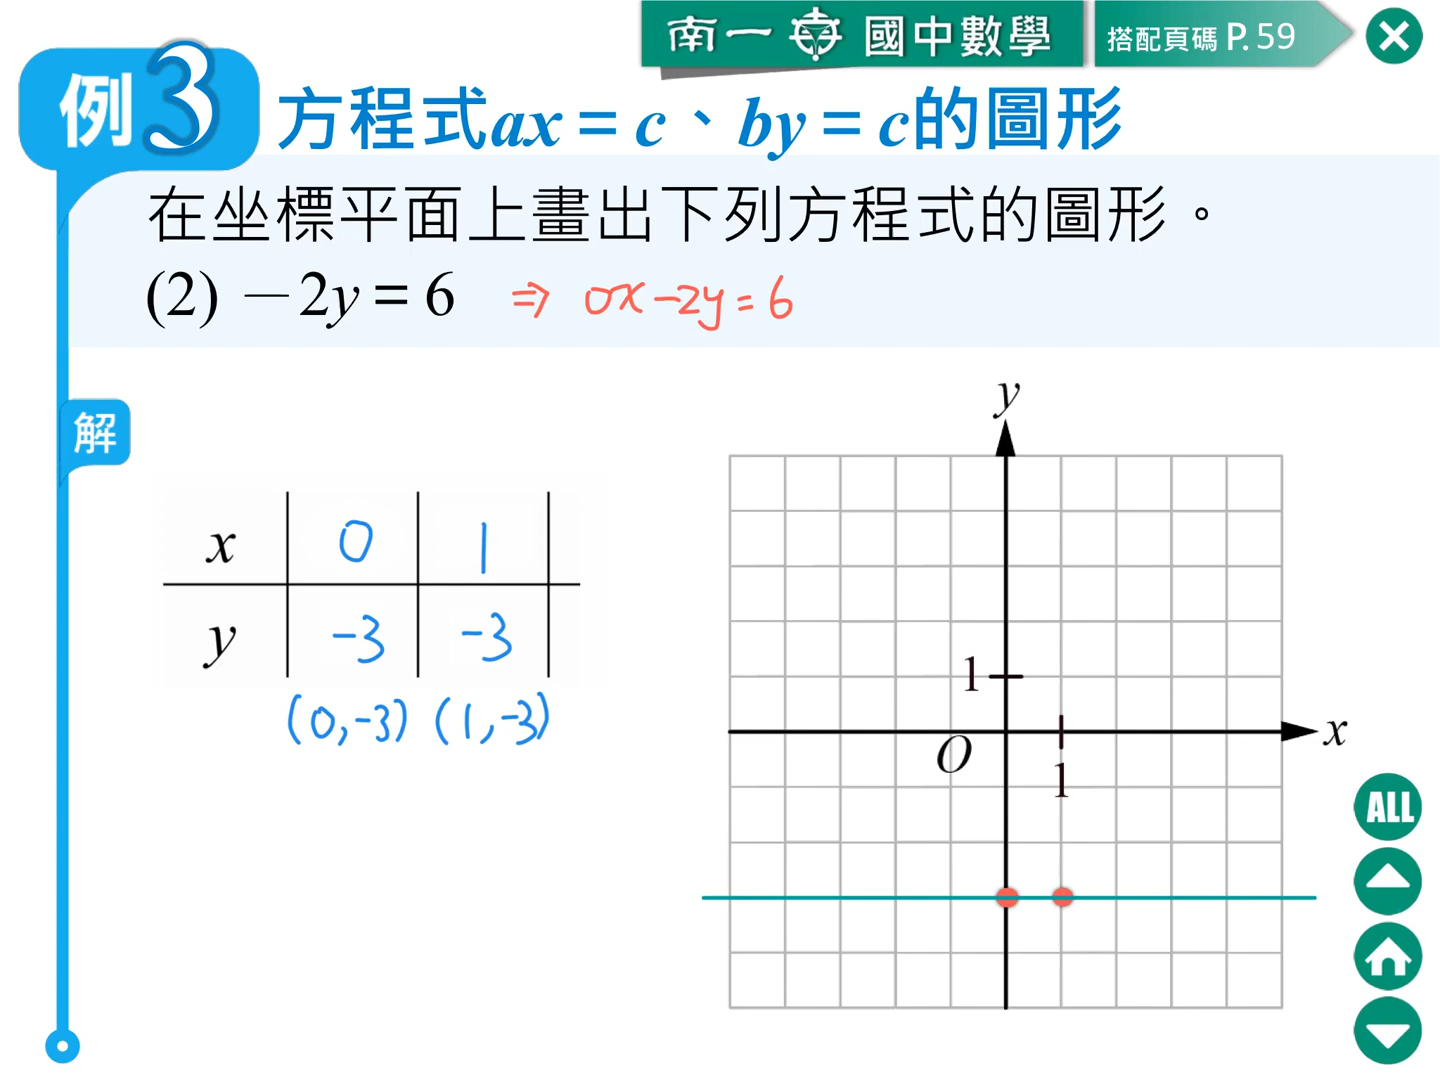 南一 國中數學
搭配頁碼 P. 59
例3 方程式ax = c、by = c的圖形
在坐標平面上畫出下列方程式的圖形。
(2) －2y = 6 ⇒ 0x-2y=6
解
x 0 1
y -3 -3
(0,-3) (1,-3)
y
1
O
1
x
ALL